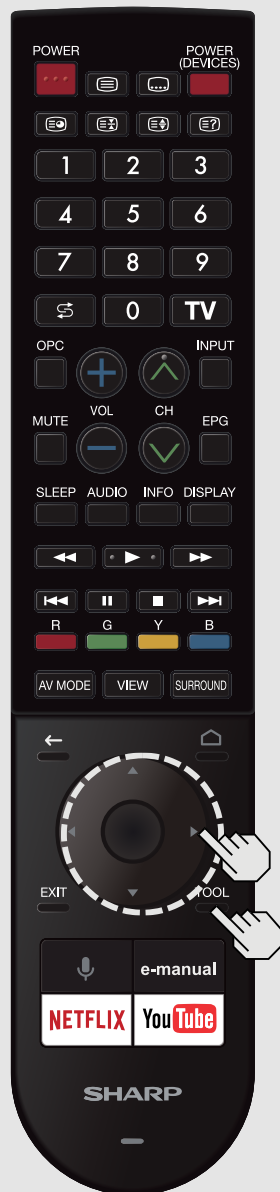 POWER
POWER
(DEVICES)
1 2 3
4 5 6
7 8 9
0 TV
OPC INPUT
VOL CH
MUTE EPG
SLEEP AUDIO INFO DISPLAY
R G Y B
AV MODE VIEW SURROUND
EXIT TOOL
e-manual
NETFLIX YouTube
SHARP